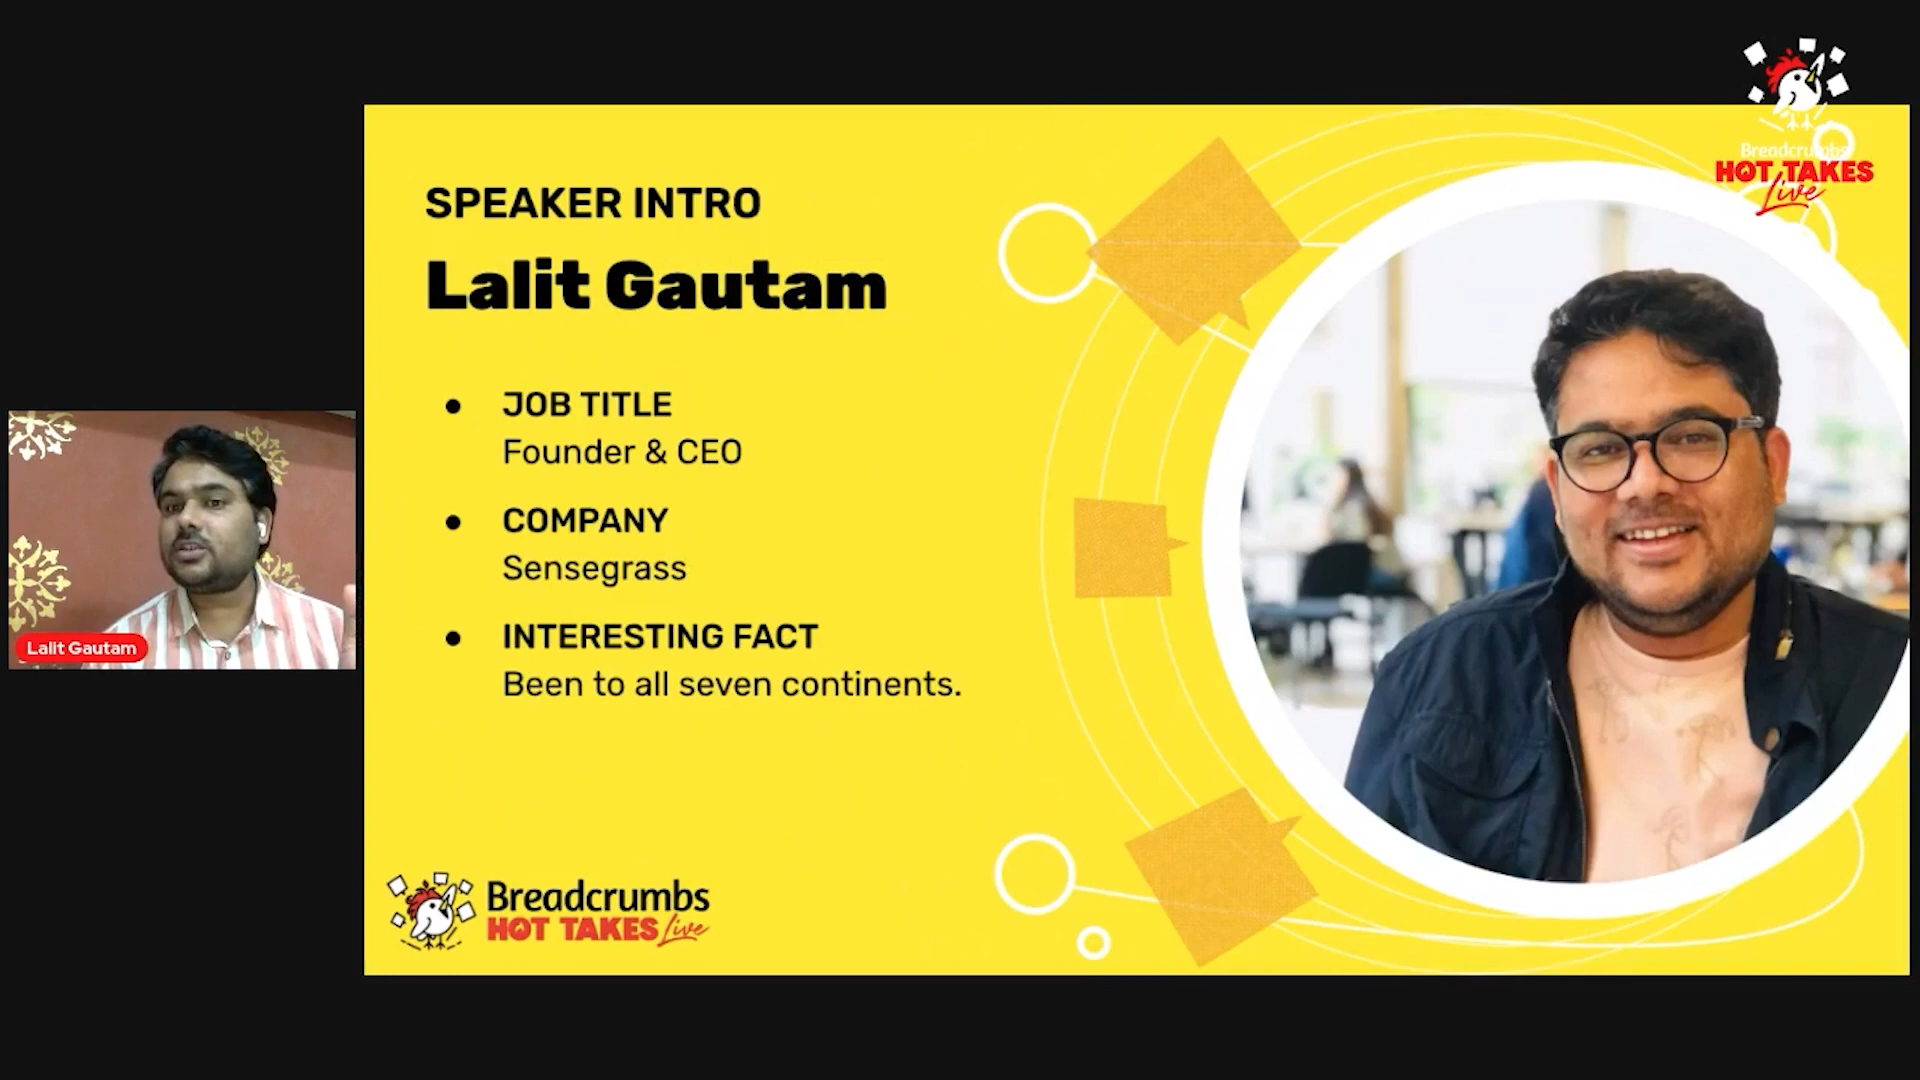 Breadcrumbs
HOT TAKES
Live
SPEAKER INTRO
Lalit Gautam
● JOB TITLE
Founder & CEO
● COMPANY
Sensegrass
● INTERESTING FACT
Been to all seven continents.
Lalit Gautam
Breadcrumbs
HOT TAKES Live